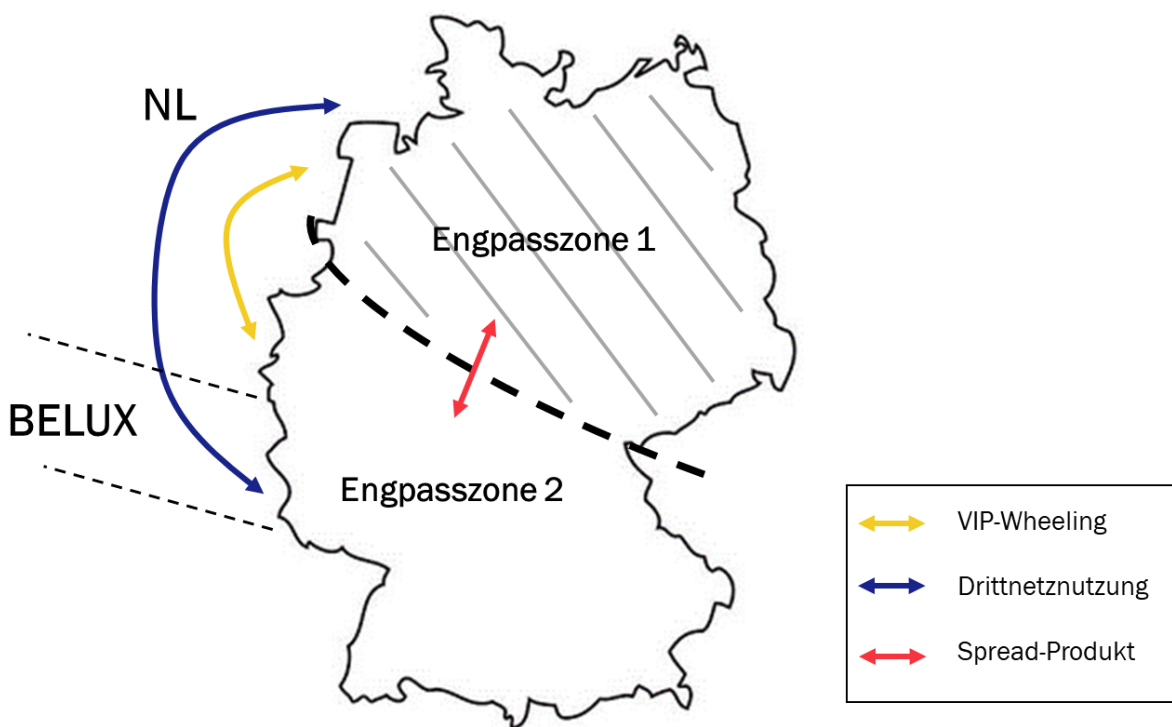 NL
Engpasszone 1
BELUX
Engpasszone 2
VIP-Wheeling
Drittnetznutzung
Spread-Produkt